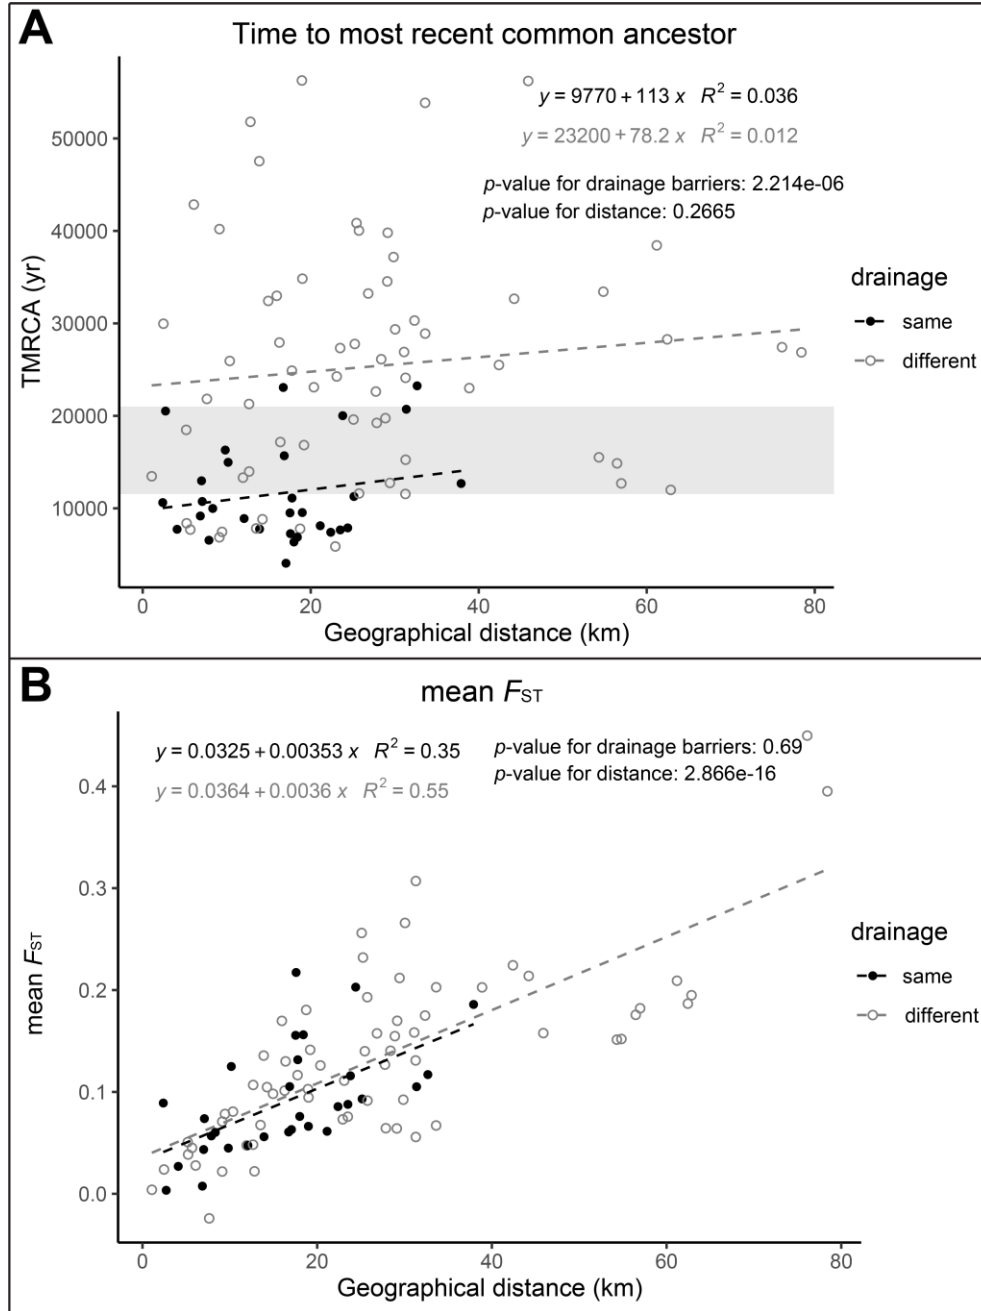 A
Time to most recent common ancestor
y = 9770 + 113 x R² = 0.036
y = 23200 + 78.2 x R² = 0.012
p-value for drainage barriers: 2.214e-06
p-value for distance: 0.2665
TMRCA (yr)
50000
40000
30000
20000
10000
0 20 40 60 80
Geographical distance (km)
drainage
same
different
B
mean FST
y = 0.0325 + 0.00353 x R² = 0.35
y = 0.0364 + 0.0036 x R² = 0.55
p-value for drainage barriers: 0.69
p-value for distance: 2.866e-16
mean FST
0.4
0.3
0.2
0.1
0.0
0 20 40 60 80
Geographical distance (km)
drainage
same
different